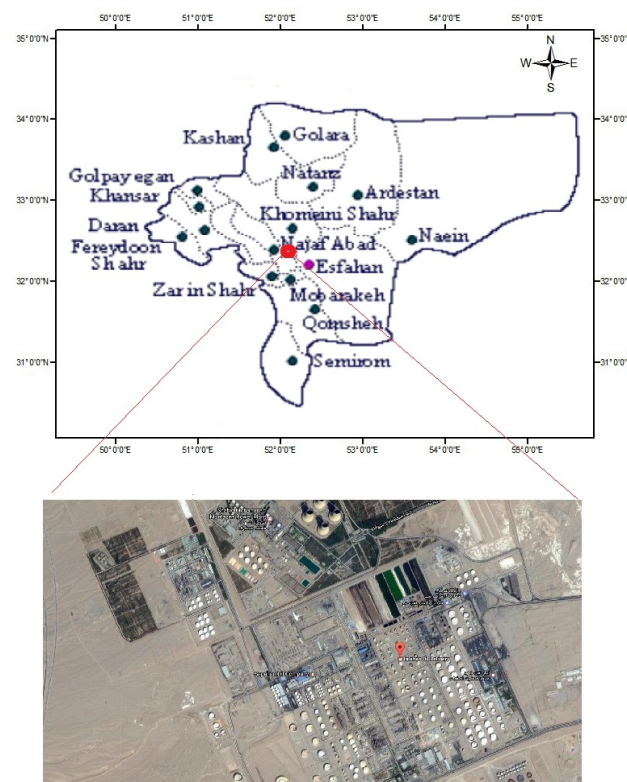 50°0'0"E 51°0'0"E 52°0'0"E 53°0'0"E 54°0'0"E 55°0'0"E
35°0'0"N 35°0'0"N
N
W E
S
34°0'0"N 34°0'0"N
Kashan Golara
Natanz
Golpayegan
Khansar
33°0'0"N Ardestan 33°0'0"N
Khomeini Shahr
Daran
Najaf Abad Naein
Fereydoon
Shahr
Esfahan
32°0'0"N 32°0'0"N
Zarin Shahr
Mobarakeh
Qomsheh
31°0'0"N Semirom 31°0'0"N
50°0'0"E 51°0'0"E 52°0'0"E 53°0'0"E 54°0'0"E 55°0'0"E